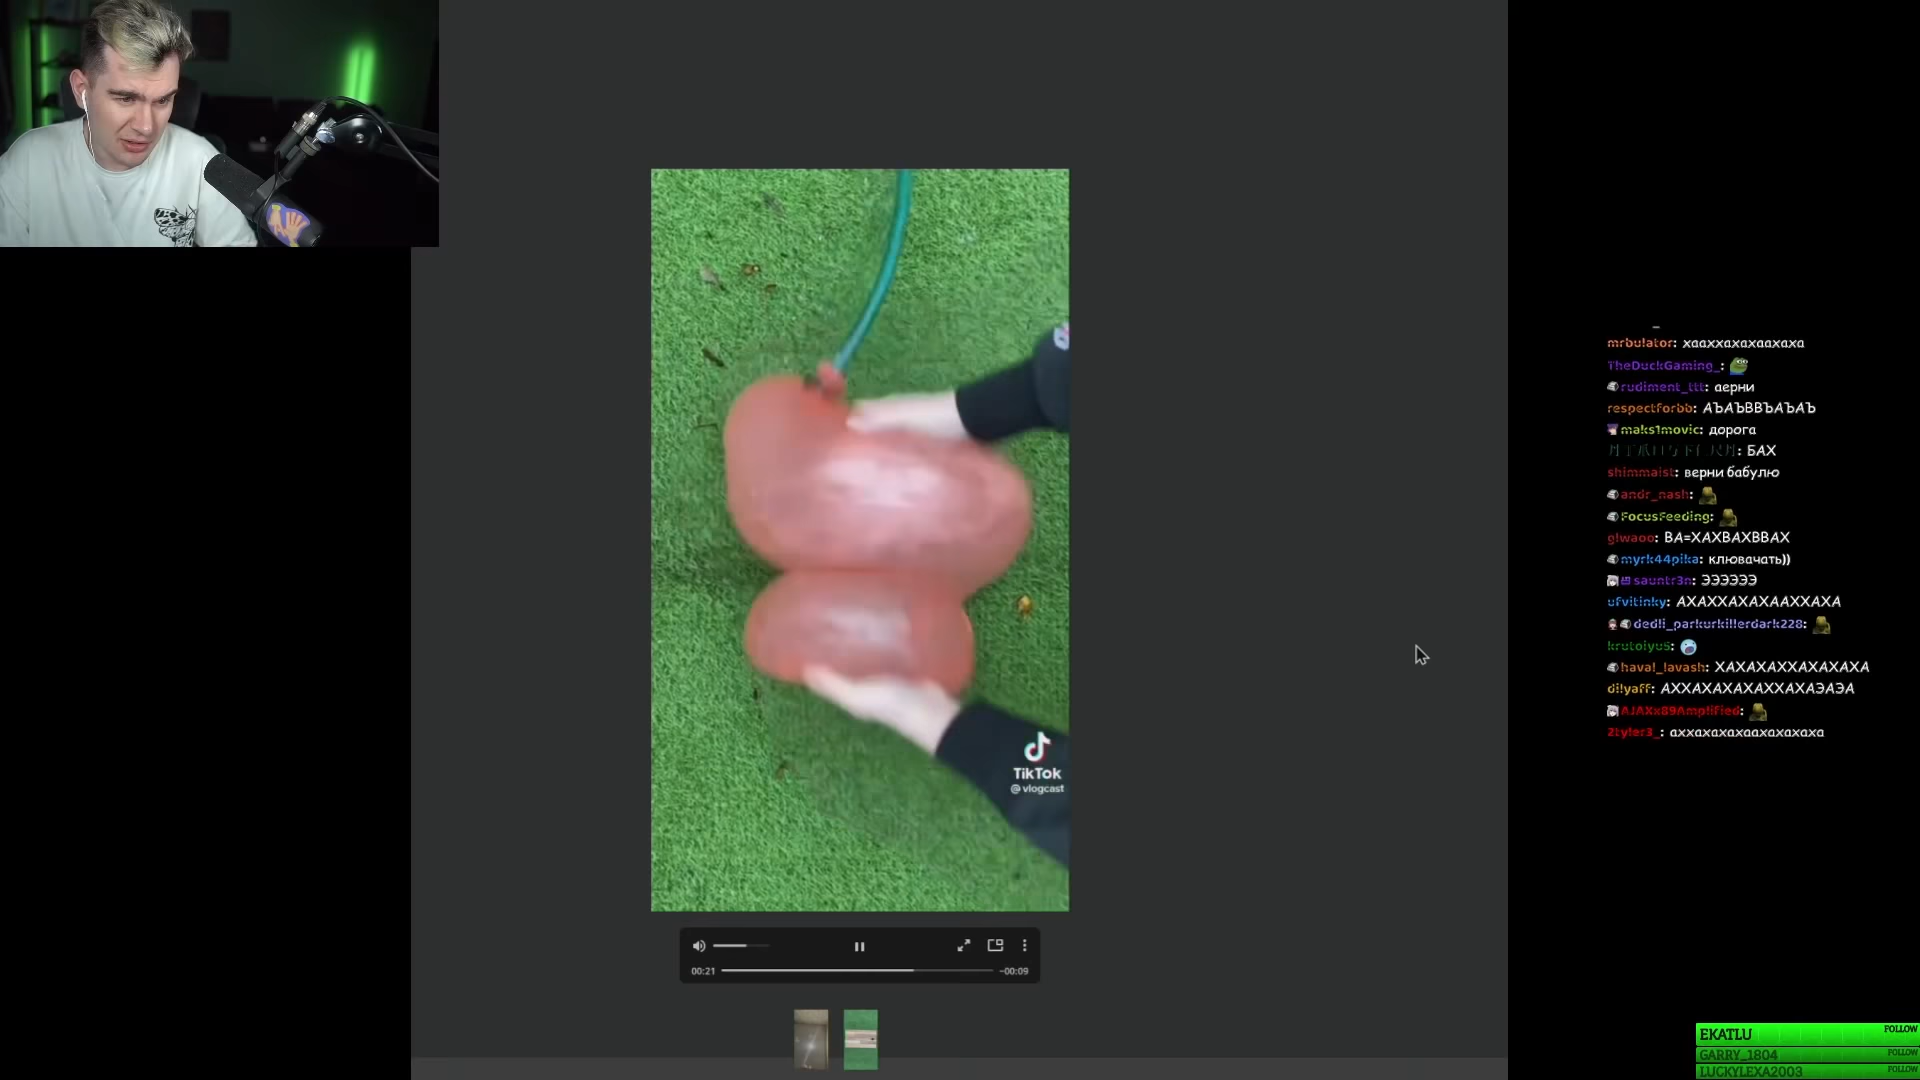 mrbulator: хааххахахаахаха
TheDuckGaming_:
rudiment_ttt: аерни
respectforbb: АЪАЪВВЪАЪАЪ
maks1movic: дорога
: БАХ
shimmaist: верни бабулю
andr_nash:
FocusFeeding:
glwaoo: ВА=ХАХВАХВВАХ
myrk44pika: клювачать))
sauntr3n: ЭЭЭЭЭЭ
ufvitinky: АХАХХАХАХААХХАХА
dedli_parkurkillerdark228:
krutoiyu5:
haval_lavash: ХАХАХАХХАХАХАХА
dilyaff: АХХАХАХАХАХХАХАЭАЭА
AJAXx89Amplified:
2tyler3_: аххахахахаахахахаха
TikTok
@vlogcast
00:21
-00:09
EKATLU FOLLOW
GARRY_1804 FOLLOW
LUCKYLEXA2003 FOLLOW